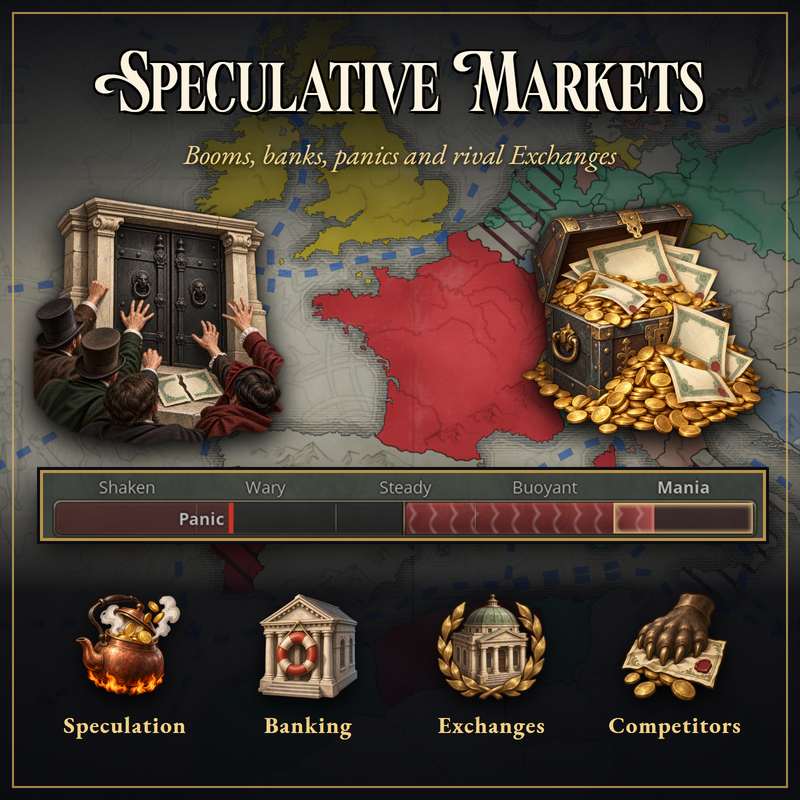 Speculative Markets
Booms, banks, panics and rival Exchanges
Shaken Wary Steady Buoyant Mania
Panic
Speculation Banking Exchanges Competitors